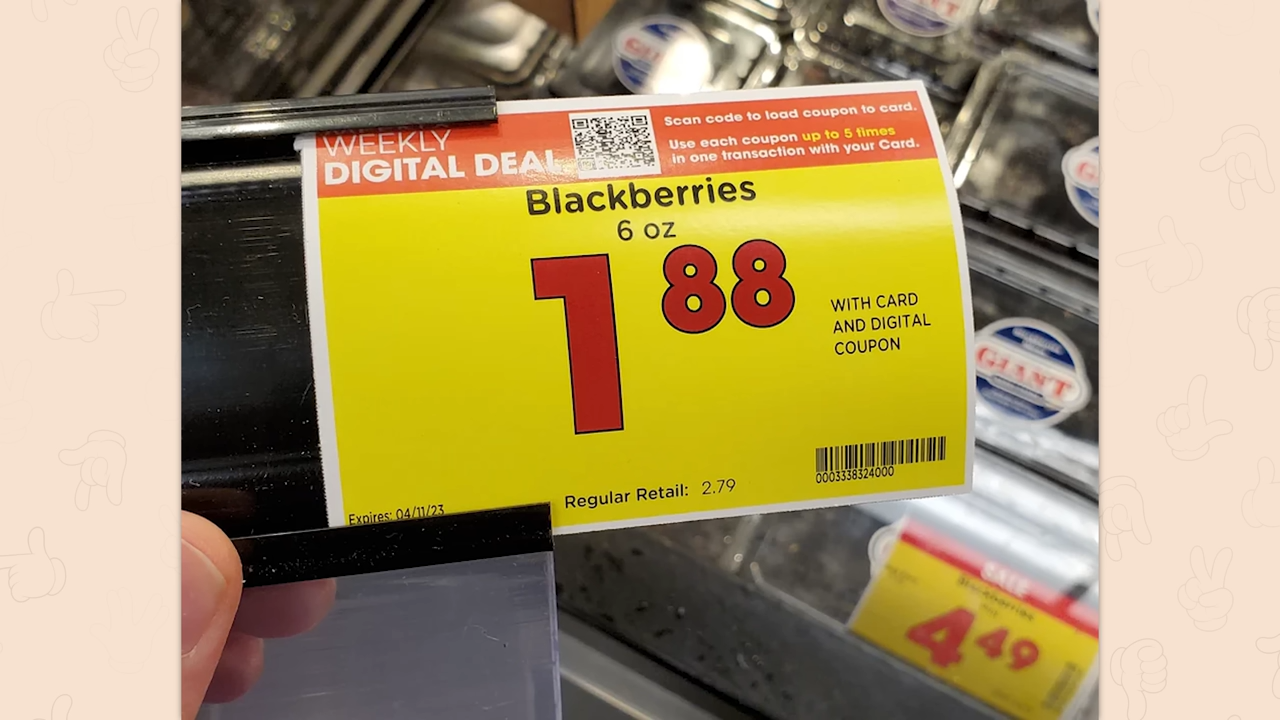 WEEKLY
DIGITAL DEAL
Scan code to load coupon to card.
Use each coupon up to 5 times
in one transaction with your Card.
Blackberries
6 oz
1 88
WITH CARD
AND DIGITAL
COUPON
0003338324000
Regular Retail: 2.79
Expires: 04/11/23
GIANT
SALE
Blackberries
4 49